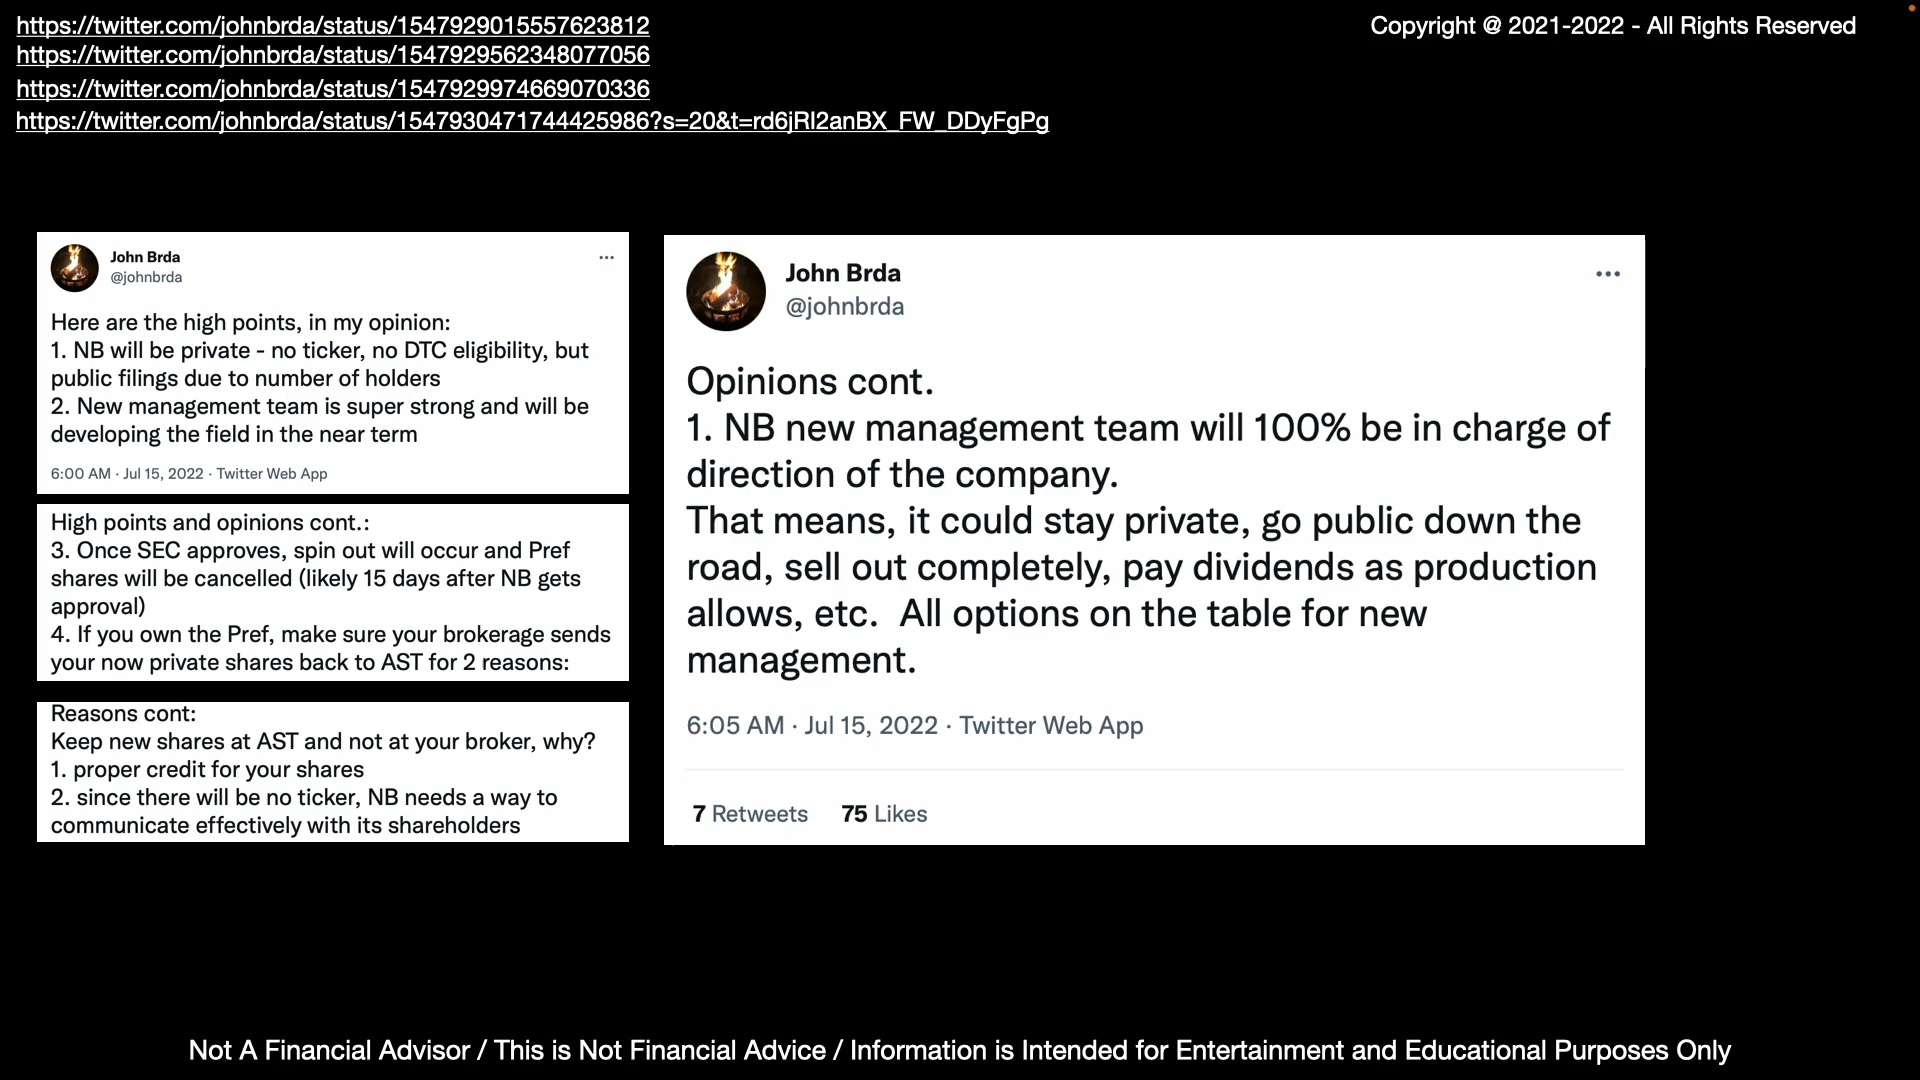 https://twitter.com/johnbrda/status/1547929015557623812
https://twitter.com/johnbrda/status/1547929562348077056
https://twitter.com/johnbrda/status/1547929974669070336
https://twitter.com/johnbrda/status/1547930471744425986?s=20&t=rd6jRl2anBX_FW_DDyFgPg
Copyright @ 2021-2022 - All Rights Reserved
John Brda
@johnbrda
Here are the high points, in my opinion:
1. NB will be private - no ticker, no DTC eligibility, but
public filings due to number of holders
2. New management team is super strong and will be
developing the field in the near term
6:00 AM · Jul 15, 2022 · Twitter Web App
High points and opinions cont.:
3. Once SEC approves, spin out will occur and Pref
shares will be cancelled (likely 15 days after NB gets
approval)
4. If you own the Pref, make sure your brokerage sends
your now private shares back to AST for 2 reasons:
Reasons cont:
Keep new shares at AST and not at your broker, why?
1. proper credit for your shares
2. since there will be no ticker, NB needs a way to
communicate effectively with its shareholders
John Brda
@johnbrda
Opinions cont.
1. NB new management team will 100% be in charge of
direction of the company.
That means, it could stay private, go public down the
road, sell out completely, pay dividends as production
allows, etc.  All options on the table for new
management.
6:05 AM · Jul 15, 2022 · Twitter Web App
7 Retweets 75 Likes
Not A Financial Advisor / This is Not Financial Advice / Information is Intended for Entertainment and Educational Purposes Only